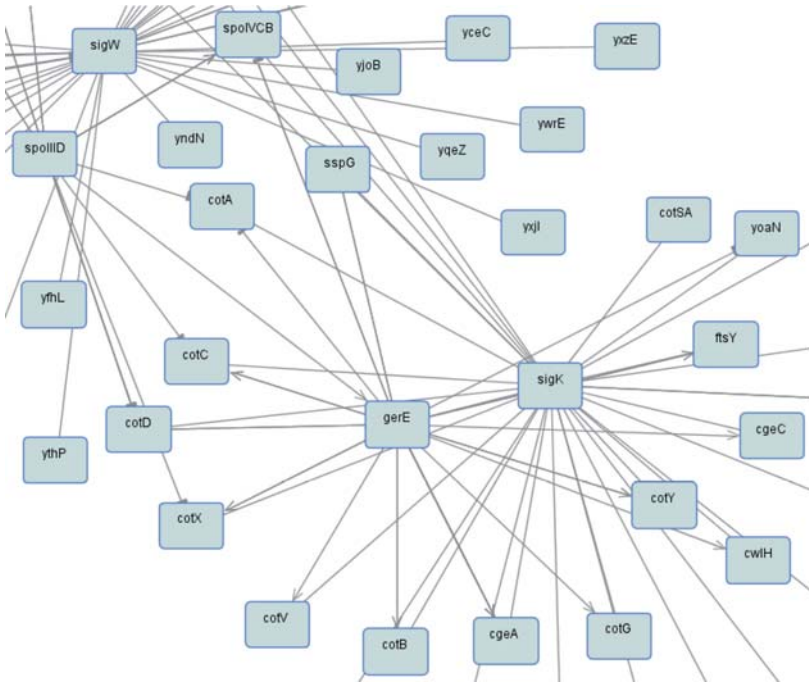 spoIVCB
yceC
sigW
yxzE
yjoB
ywrE
yndN
spoIIID
yqeZ
sspG
cotA
cotSA
yxjI
yoaN
yfhL
ftsY
cotC
sigK
gerE
cotD
cgeC
ythP
cotY
cotX
cwlH
cotV
cotB
cgeA
cotG